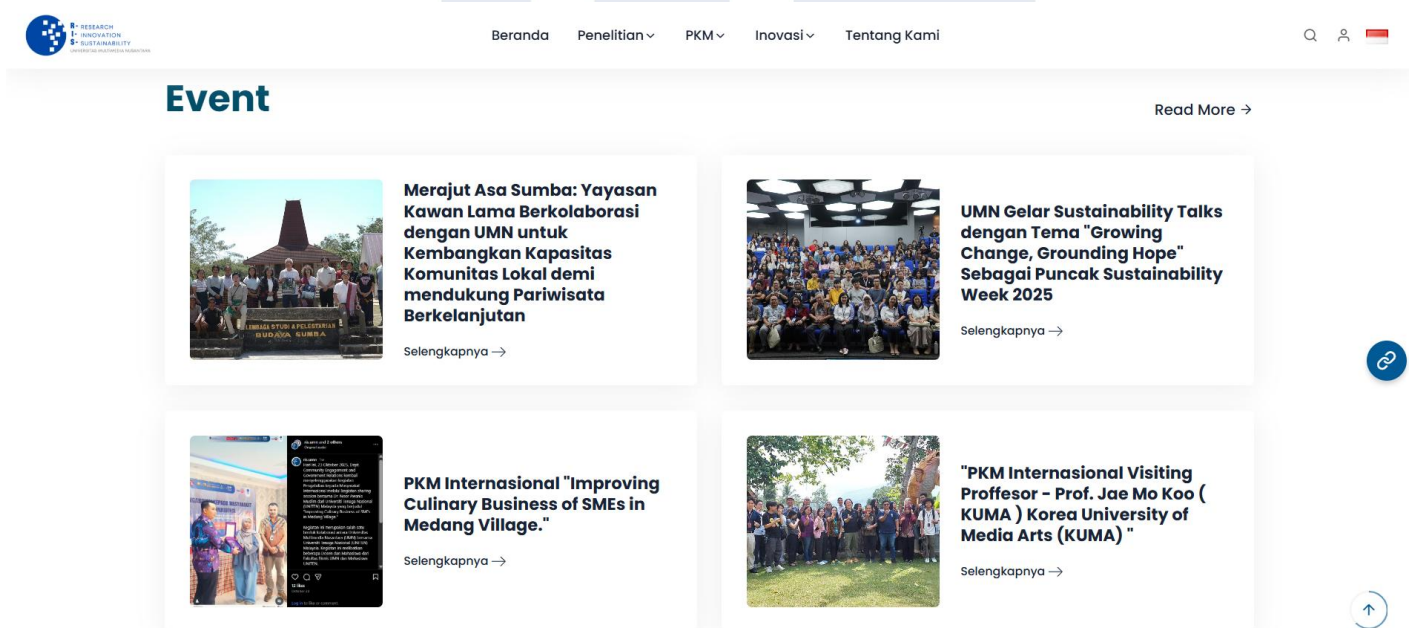 R- RESEARCH
I- INNOVATION
S- SUSTAINABILITY
UNIVERSITAS MULTIMEDIA NUSANTARA
Beranda
Penelitian
PKM
Inovasi
Tentang Kami
Event
Read More →
LEMBAGA STUDI & PELESTARIAN
BUDAYA SUMBA
Merajut Asa Sumba: Yayasan
Kawan Lama Berkolaborasi
dengan UMN untuk
Kembangkan Kapasitas
Komunitas Lokal demi
mendukung Pariwisata
Berkelanjutan
Selengkapnya →
UMN Gelar Sustainability Talks
dengan Tema "Growing
Change, Grounding Hope"
Sebagai Puncak Sustainability
Week 2025
Selengkapnya →
PKM Internasional "Improving
Culinary Business of SMEs in
Medang Village."
Selengkapnya →
"PKM Internasional Visiting
Proffesor - Prof. Jae Mo Koo (
KUMA ) Korea University of
Media Arts (KUMA) "
Selengkapnya →